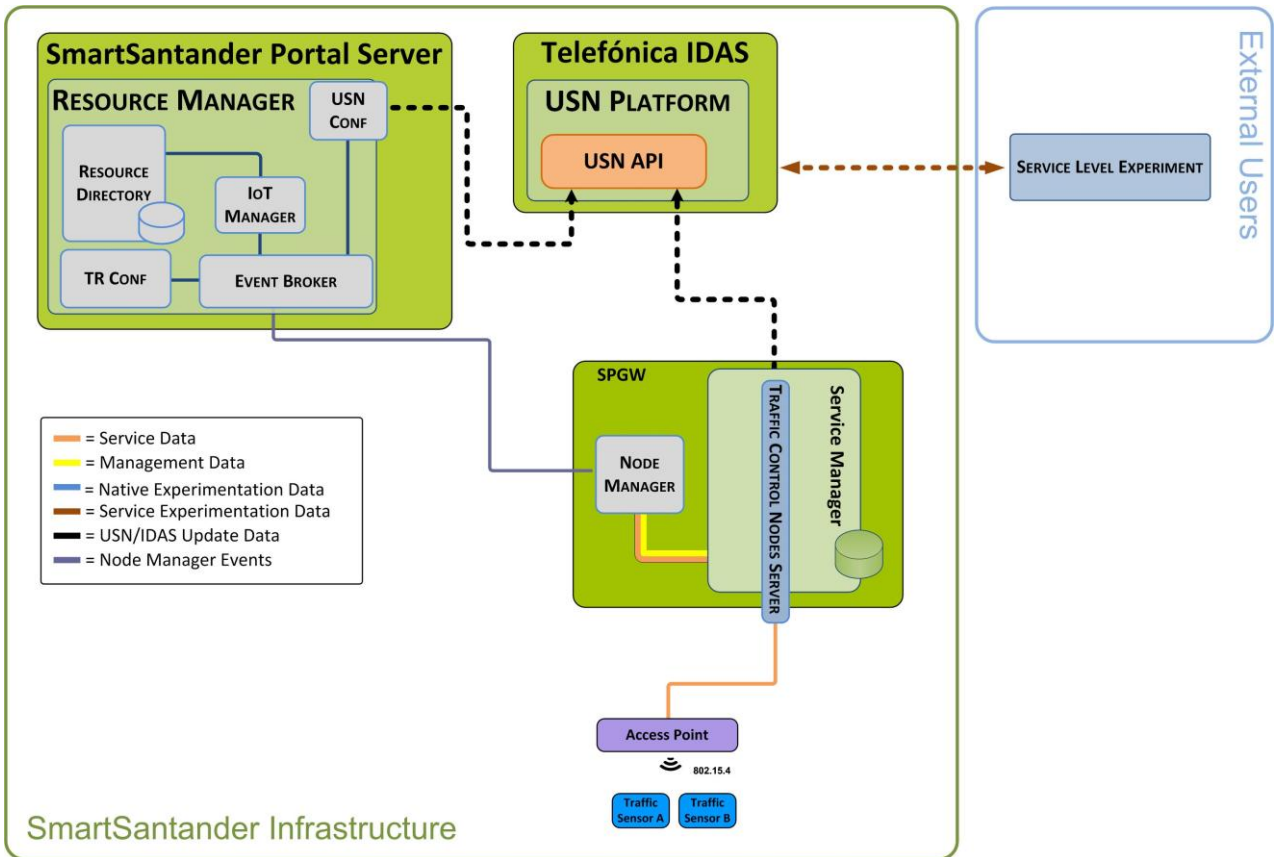 SmartSantander Portal Server
RESOURCE MANAGER
USN
CONF
RESOURCE
DIRECTORY
IOT
MANAGER
TR CONF
EVENT BROKER
Telefónica IDAS
USN PLATFORM
USN API
External Users
SERVICE LEVEL EXPERIMENT
= Service Data
= Management Data
= Native Experimentation Data
= Service Experimentation Data
= USN/IDAS Update Data
= Node Manager Events
SPGW
NODE
MANAGER
TRAFFIC CONTROL NODES SERVER
Service Manager
Access Point
802.15.4
Traffic
Sensor A
Traffic
Sensor B
SmartSantander Infrastructure